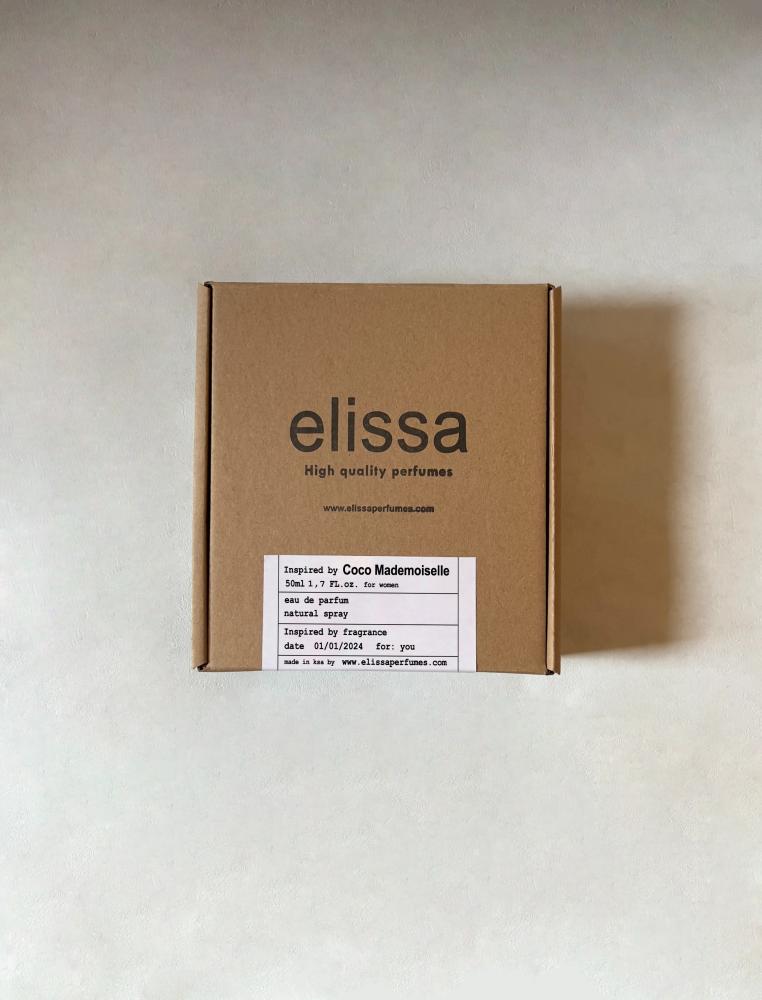 elissa
High quality perfumes
www.elissaperfumes.com
Inspired by Coco Mademoiselle
50ml 1,7 FL.oz. for women
eau de parfum
natural spray
Inspired by fragrance
date 01/01/2024 for: you
made in ksa by www.elissaperfumes.com